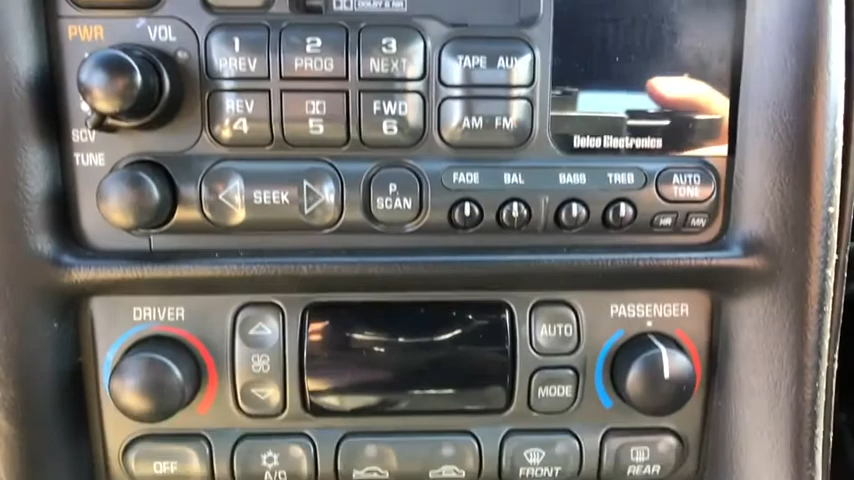 DOLBY B NR
PWR VOL
1 PREV
2 PROG
3 NEXT
TAPE AUX
REV 4
5
FWD 6
AM FM
SCV
TUNE
Delco Electronics
SEEK
P. SCAN
FADE BAL BASS TREB
AUTO TONE
HR MN
DRIVER
AUTO
MODE
PASSENGER
OFF
A/C
FRONT
REAR